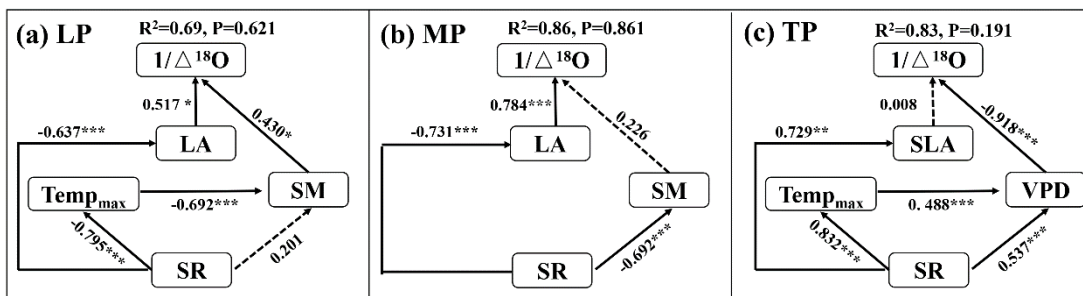 (a) LP
R²=0.69, P=0.621
1/△¹⁸O
0.517 *
0.430*
-0.637***
LA
Temp_max
-0.692***
SM
-0.795***
0.201
SR
(b) MP
R²=0.86, P=0.861
1/△¹⁸O
0.784***
0.226
-0.731***
LA
SM
-0.692***
SR
(c) TP
R²=0.83, P=0.191
1/△¹⁸O
0.008
-0.918***
0.729**
SLA
Temp_max
0. 488***
VPD
0.832***
0.537***
SR